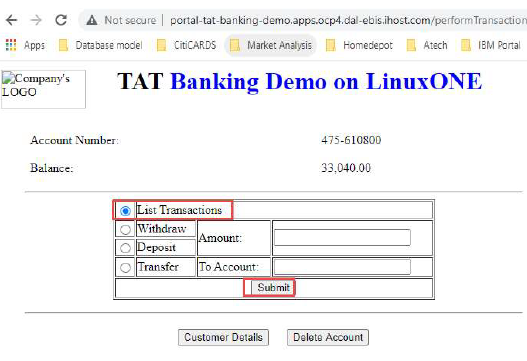 Not secure | portal-tat-banking-demo.apps.ocp4.dal-ebis.ihost.com/performTransaction
Apps Database model CitiCARDS Market Analysis Homedepot Atech IBM Portal
Company's LOGO
TAT Banking Demo on LinuxONE
Account Number: 475-610800
Balance: 33,040.00
List Transactions
Withdraw
Amount:
Deposit
Transfer To Account:
Submit
Customer Details Delete Account